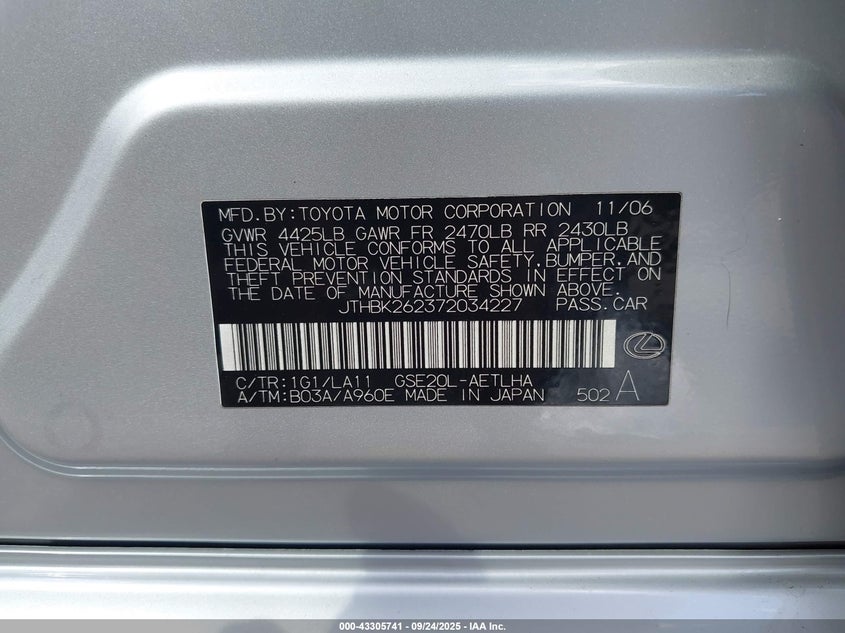 MFD.BY:TOYOTA MOTOR CORPORATION 11/06
GVWR 4425LB GAWR FR 2470LB RR 2430LB
THIS VEHICLE CONFORMS TO ALL APPLICABLE
FEDERAL MOTOR VEHICLE SAFETY,BUMPER,AND
THEFT PREVENTION STANDARDS IN EFFECT ON
THE DATE OF MANUFACTURE SHOWN ABOVE.
JTHBK262372034227 PASS.CAR
C/TR:1G1/LA11 GSE20L-AETLHA
A/TM:B03A/A960E MADE IN JAPAN 502 A
000-43305741 - 09/24/2025 - IAA Inc.